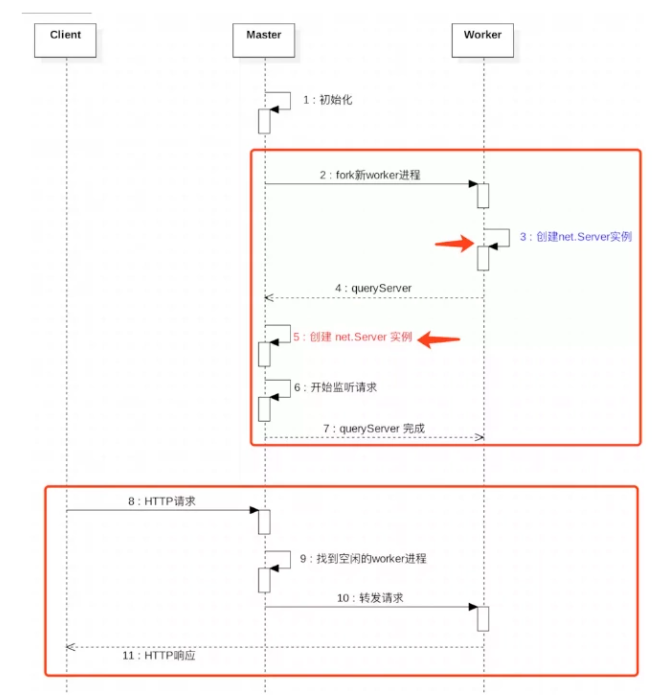 Client
Master
Worker
1：初始化
2：fork新worker进程
3：创建net.Server实例
4：queryServer
5：创建 net.Server 实例
6：开始监听请求
7：queryServer 完成
8：HTTP请求
9：找到空闲的worker进程
10：转发请求
11：HTTP响应